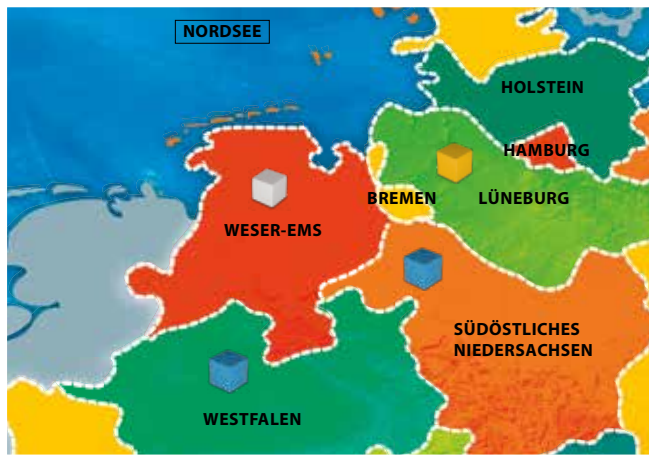 NORDSEE
HOLSTEIN
HAMBURG
BREMEN
LÜNEBURG
WESER-EMS
SÜDÖSTLICHES
NIEDERSACHSEN
WESTFALEN